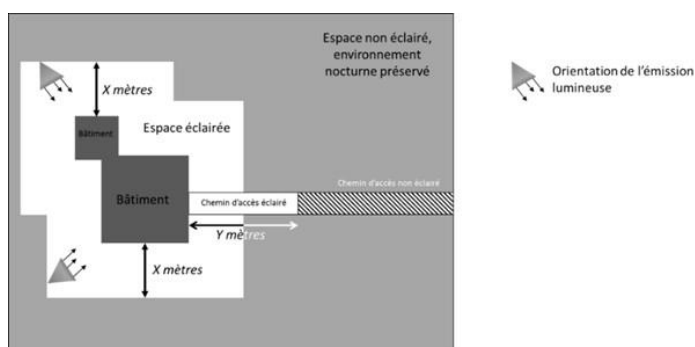 Espace non éclairé,
environnement
nocturne préservé
Orientation de l'émission
lumineuse
X mètres
Bâtiment
Espace éclairée
Chemin d'accès non éclairé
Bâtiment
Chemin d'accès éclairé
Y mètres
X mètres